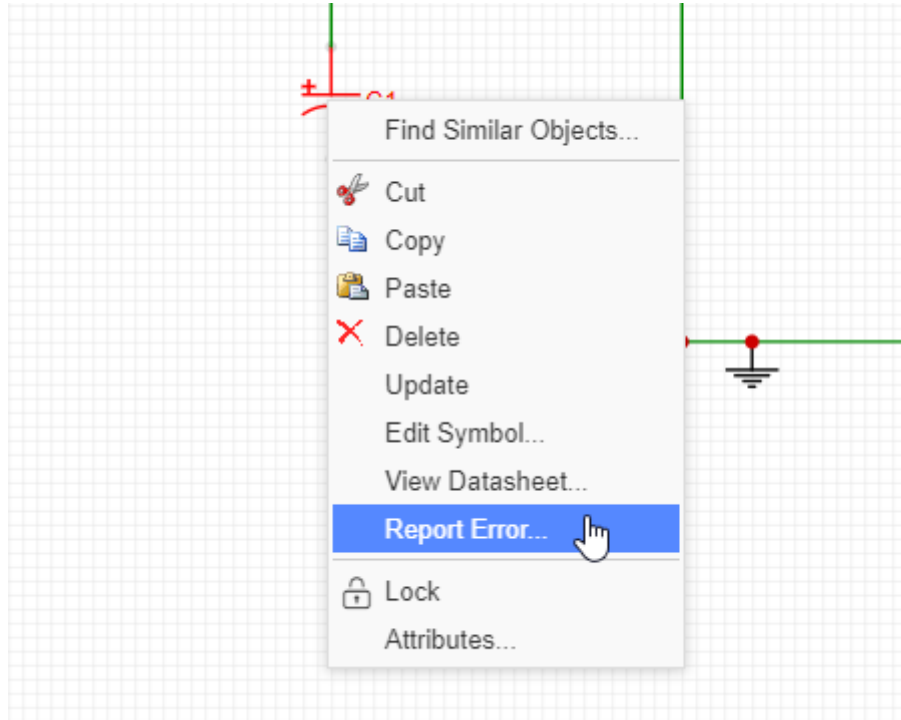 +
Find Similar Objects...
Cut
Copy
Paste
Delete
Update
Edit Symbol...
View Datasheet...
Report Error...
Lock
Attributes...